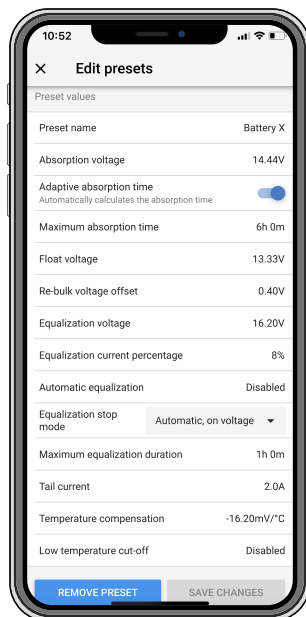 10:52
Edit presets
Preset values
Preset name Battery X
Absorption voltage 14.44V
Adaptive absorption time
Automatically calculates the absorption time
Maximum absorption time 6h 0m
Float voltage 13.33V
Re-bulk voltage offset 0.40V
Equalization voltage 16.20V
Equalization current percentage 8%
Automatic equalization Disabled
Equalization stop
mode Automatic, on voltage
Maximum equalization duration 1h 0m
Tail current 2.0A
Temperature compensation -16.20mV/°C
Low temperature cut-off Disabled
REMOVE PRESET SAVE CHANGES